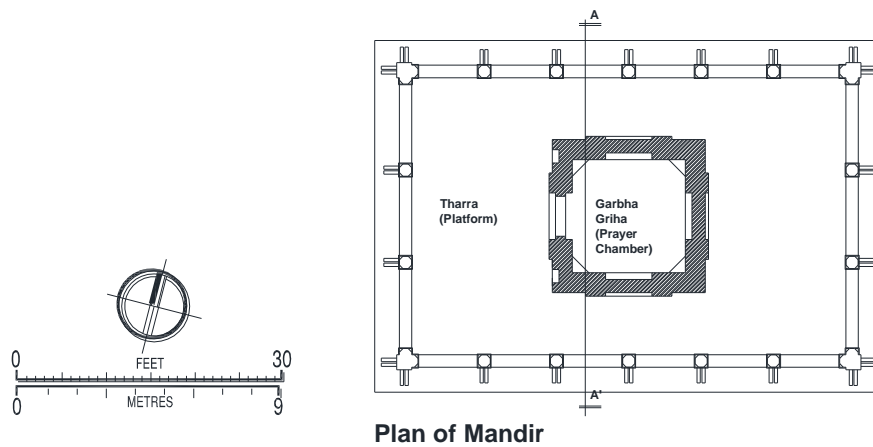 A
Tharra
(Platform)
Garbha
Griha
(Prayer
Chamber)
0 30
FEET
METRES
0 9
A'
Plan of Mandir